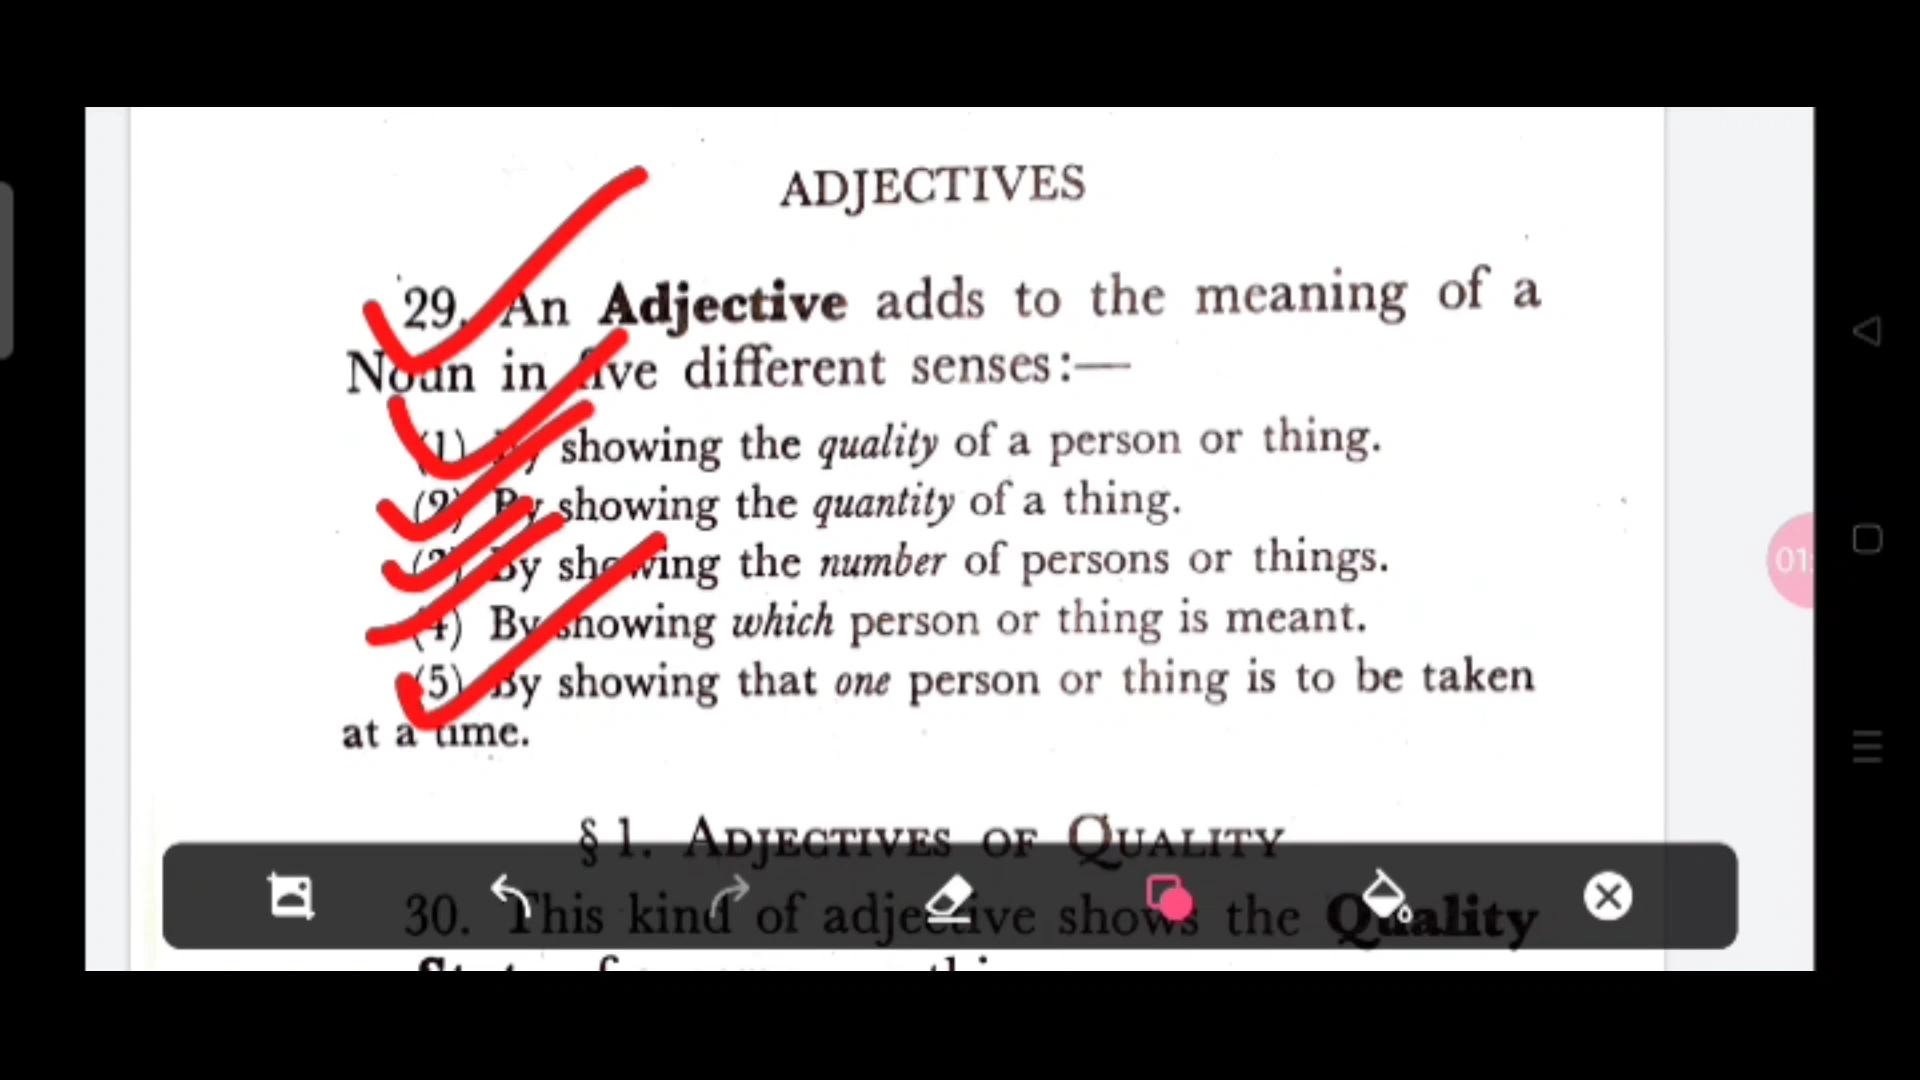 ADJECTIVES
29. An Adjective adds to the meaning of a
Noun in five different senses:—
(1) By showing the quality of a person or thing.
(2) By showing the quantity of a thing.
(3) By showing the number of persons or things.
(4) By showing which person or thing is meant.
(5) By showing that one person or thing is to be taken
at a time.
§ 1. ADJECTIVES OF QUALITY
30. This kind of adjective shows the Quality
01: